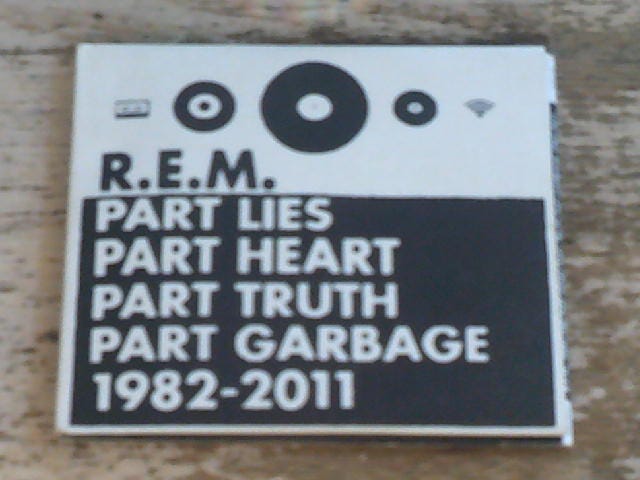 R.E.M.
PART LIES
PART HEART
PART TRUTH
PART GARBAGE
1982-2011